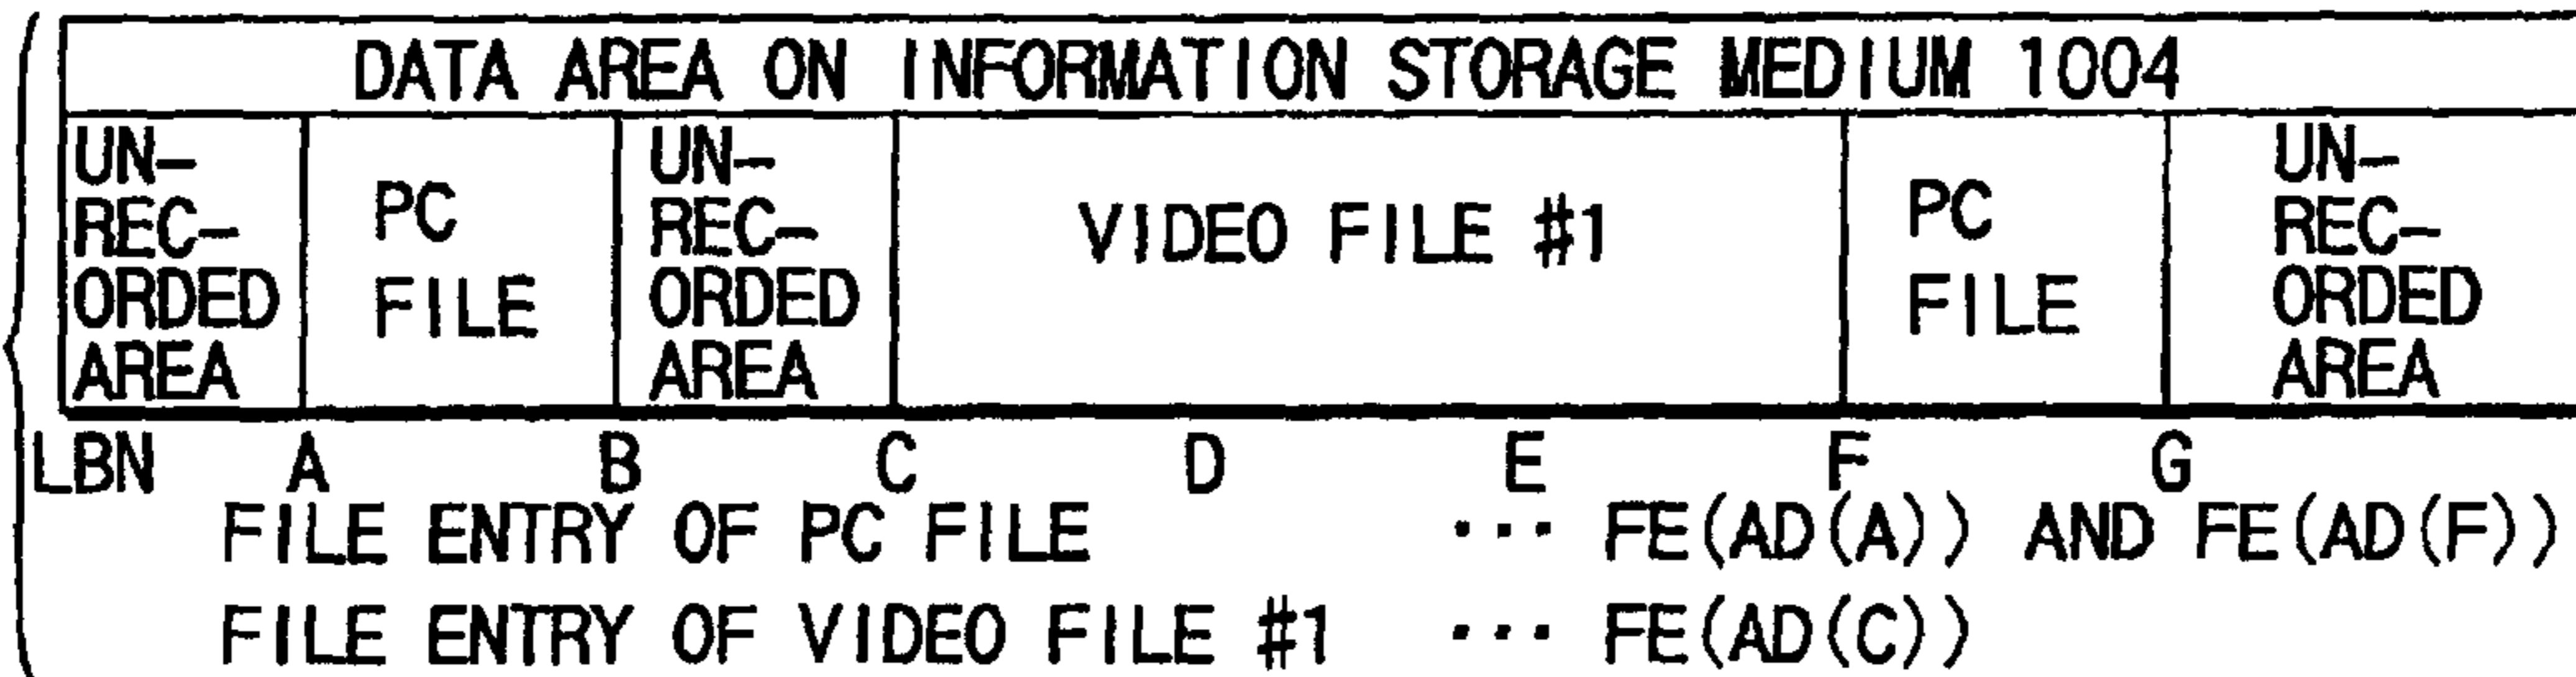 DATA AREA ON INFORMATION STORAGE MEDIUM 1004
UN-
REC-
ORDED
AREA
PC
FILE
UN-
REC-
ORDED
AREA
VIDEO FILE #1
PC
FILE
UN-
REC-
ORDED
AREA
LBN A B C D E F G
FILE ENTRY OF PC FILE ··· FE(AD(A)) AND FE(AD(F))
FILE ENTRY OF VIDEO FILE #1 ··· FE(AD(C))